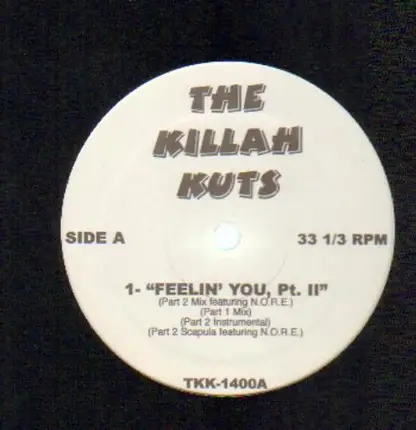 THE
KILLAH
KUTS
SIDE A
33 1/3 RPM
1- "FEELIN' YOU, Pt. II"
(Part 2 Mix featuring N.O.R.E.)
(Part 1 Mix)
(Part 2 Instrumental)
(Part 2 Scapula featuring N.O.R.E.)
TKK-1400A